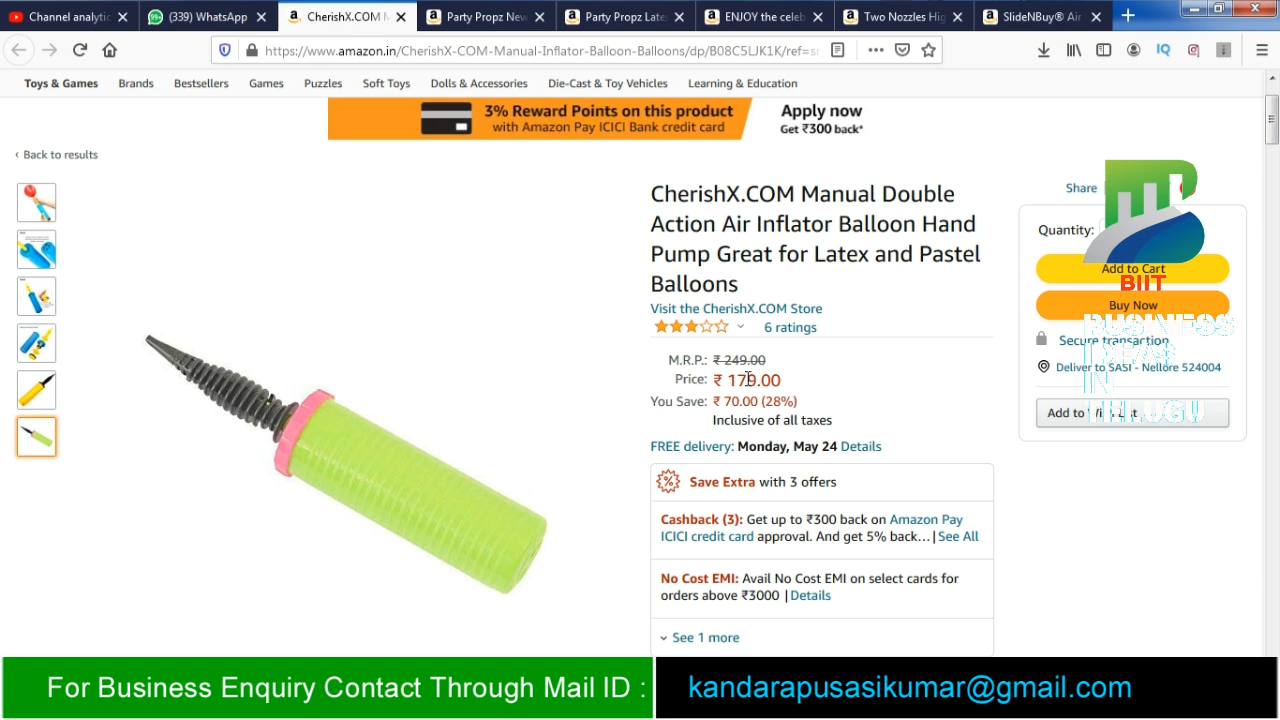 Channel analytic
(339) WhatsApp
CherishX.COM M
Party Propz New
Party Propz Late
ENJOY the celeb
Two Nozzles Hig
SlideNBuy® Air
https://www.amazon.in/CherishX-COM-Manual-Inflator-Balloon-Balloons/dp/B08C5LJK1K/ref=sr
Toys & Games Brands Bestsellers Games Puzzles Soft Toys Dolls & Accessories Die-Cast & Toy Vehicles Learning & Education
3% Reward Points on this product
with Amazon Pay ICICI Bank credit card
Apply now
Get ₹300 back*
‹ Back to results
CherishX.COM Manual Double
Action Air Inflator Balloon Hand
Pump Great for Latex and Pastel
Balloons
Visit the CherishX.COM Store
6 ratings
M.R.P.: ₹ 249.00
Price: ₹ 179.00
You Save: ₹ 70.00 (28%)
Inclusive of all taxes
FREE delivery: Monday, May 24 Details
Save Extra with 3 offers
Cashback (3): Get up to ₹300 back on Amazon Pay
ICICI credit card approval. And get 5% back... | See All
No Cost EMI: Avail No Cost EMI on select cards for
orders above ₹3000 | Details
See 1 more
Share
Quantity:
Add to Cart
BIIT
Buy Now
BUSINESS
Secure transaction
IDEAS
IN
Deliver to SASI - Nellore 524004
TELUGU
Add to Wish List
For Business Enquiry Contact Through Mail ID :
kandarapusasikumar@gmail.com